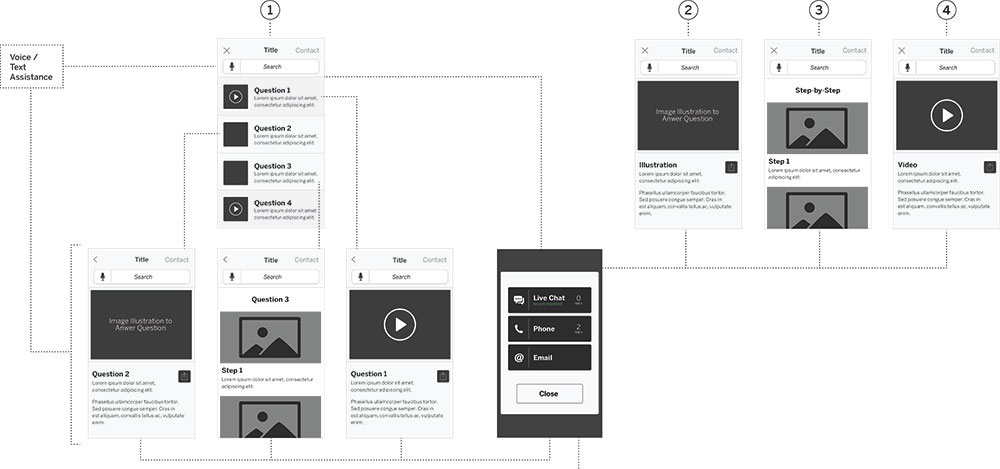 1
2
3
4
Voice /
Text
Assistance
Title
Contact
Search
Question 1
Lorem ipsum dolor sit amet,
consectetur adipiscing elit.
Question 2
Lorem ipsum dolor sit amet,
consectetur adipiscing elit.
Question 3
Lorem ipsum dolor sit amet,
consectetur adipiscing elit.
Question 4
Lorem ipsum dolor sit amet,
consectetur adipiscing elit.
Title
Contact
Search
Image Illustration to
Anwer Question
Illustration
Lorem ipsum dolor sit amet,
consectetur adipiscing elit.
Phasellus ullamcorper faucibus tortor.
Sed posuere congue semper. Cras in
est aliquam, convallis tellus ac, vulputate
enim.
Title
Contact
Search
Step-by-Step
Step 1
Lorem ipsum dolor sit amet, consectetur
adipiscing elit.
Title
Contact
Search
Video
Lorem ipsum dolor sit amet,
consectetur adipiscing elit.
Phasellus ullamcorper faucibus tortor.
Sed posuere congue semper. Cras in
est aliquam, convallis tellus ac, vulputate
enim.
Title
Contact
Search
Image Illustration to
Anwer Question
Question 2
Lorem ipsum dolor sit amet,
consectetur adipiscing elit.
Phasellus ullamcorper faucibus tortor.
Sed posuere congue semper. Cras in
est aliquam, convallis tellus ac, vulputate
enim.
Title
Contact
Search
Question 3
Step 1
Lorem ipsum dolor sit amet, consectetur
adipiscing elit.
Title
Contact
Search
Question 1
Lorem ipsum dolor sit amet,
consectetur adipiscing elit.
Phasellus ullamcorper faucibus tortor.
Sed posuere congue semper. Cras in
est aliquam, convallis tellus ac, vulputate
enim.
Live Chat
0
Phone
2
@
Email
Close